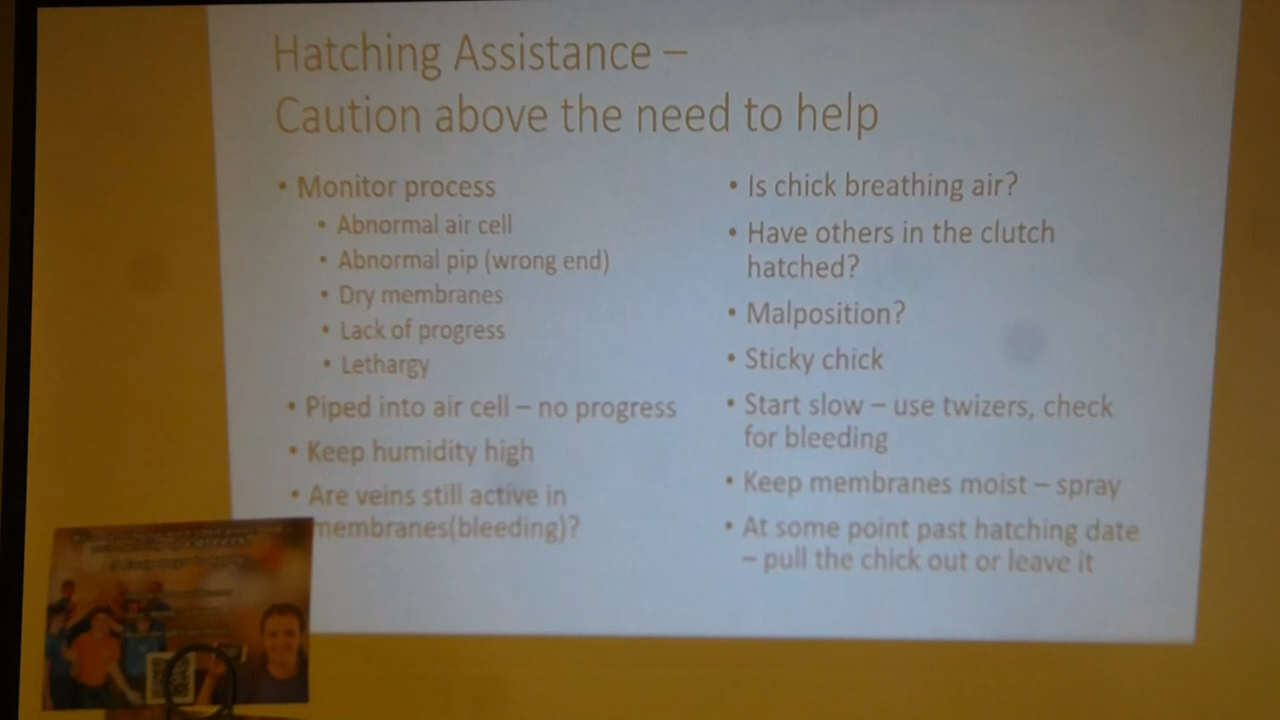 Hatching Assistance –
Caution above the need to help
• Monitor process
• Abnormal air cell
• Abnormal pip (wrong end)
• Dry membranes
• Lack of progress
• Lethargy
• Piped into air cell – no progress
• Keep humidity high
• Are veins still active in
membranes(bleeding)?
• Is chick breathing air?
• Have others in the clutch
hatched?
• Malposition?
• Sticky chick
• Start slow – use twizers, check
for bleeding
• Keep membranes moist – spray
• At some point past hatching date
– pull the chick out or leave it